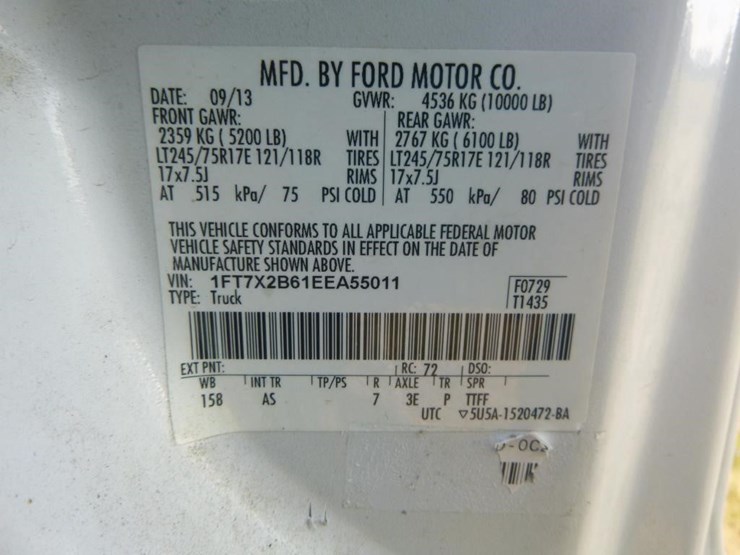 MFD. BY FORD MOTOR CO.
DATE: 09/13 GVWR: 4536 KG (10000 LB)
FRONT GAWR: REAR GAWR:
2359 KG ( 5200 LB) WITH 2767 KG ( 6100 LB) WITH
LT245/75R17E 121/118R TIRES LT245/75R17E 121/118R TIRES
17x7.5J RIMS 17x7.5J RIMS
AT 515 kPa/ 75 PSI COLD AT 550 kPa/ 80 PSI COLD
THIS VEHICLE CONFORMS TO ALL APPLICABLE FEDERAL MOTOR
VEHICLE SAFETY STANDARDS IN EFFECT ON THE DATE OF
MANUFACTURE SHOWN ABOVE.
VIN: 1FT7X2B61EEA55011 F0729
TYPE: Truck T1435
EXT PNT: RC: 72 DSO:
WB INT TR TP/PS R AXLE TR SPR
158 AS 7 3E P TTFF
UTC ▽5U5A-1520472-BA